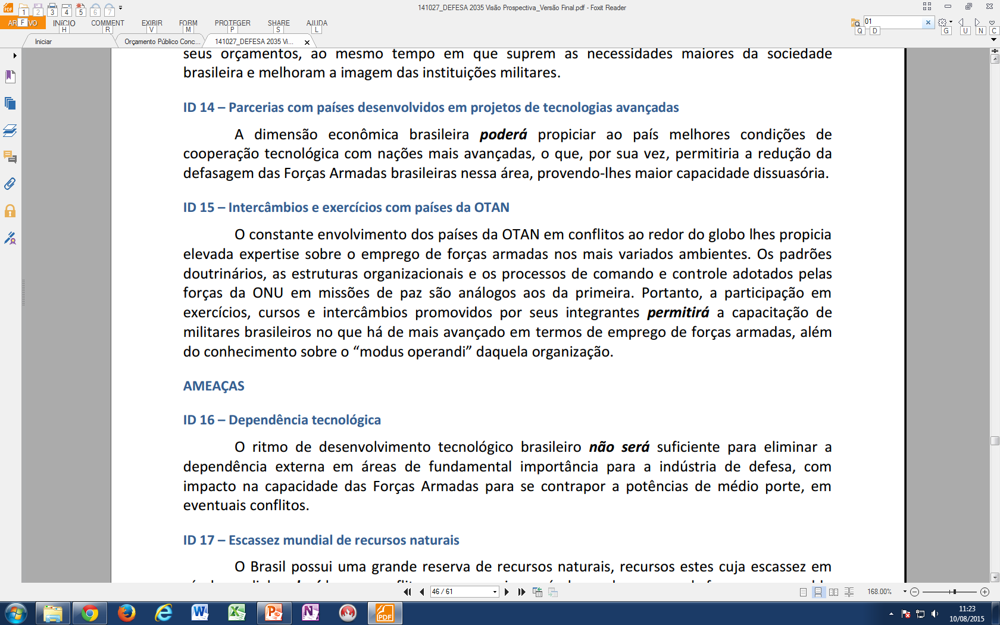 141027_DEFESA 2035 Visão Prospectiva_Versão Final.pdf - Foxit Reader
1 2 3 4 5 6 7
ARQUIVO INÍCIO COMMENT EXIBIR FORM PROTEGER SHARE AJUDA
01
F H R V M P S L Q D G U N C
Iniciar Orçamento Público Conc... 141027_DEFESA 2035 Vi...
seus orçamentos, ao mesmo tempo em que suprem as necessidades maiores da sociedade
brasileira e melhoram a imagem das instituições militares.
ID 14 – Parcerias com países desenvolvidos em projetos de tecnologias avançadas
A dimensão econômica brasileira poderá propiciar ao país melhores condições de
cooperação tecnológica com nações mais avançadas, o que, por sua vez, permitiria a redução da
defasagem das Forças Armadas brasileiras nessa área, provendo-lhes maior capacidade dissuasória.
ID 15 – Intercâmbios e exercícios com países da OTAN
O constante envolvimento dos países da OTAN em conflitos ao redor do globo lhes propicia
elevada expertise sobre o emprego de forças armadas nos mais variados ambientes. Os padrões
doutrinários, as estruturas organizacionais e os processos de comando e controle adotados pelas
forças da ONU em missões de paz são análogos aos da primeira. Portanto, a participação em
exercícios, cursos e intercâmbios promovidos por seus integrantes permitirá a capacitação de
militares brasileiros no que há de mais avançado em termos de emprego de forças armadas, além
do conhecimento sobre o “modus operandi” daquela organização.
AMEAÇAS
ID 16 – Dependência tecnológica
O ritmo de desenvolvimento tecnológico brasileiro não será suficiente para eliminar a
dependência externa em áreas de fundamental importância para a indústria de defesa, com
impacto na capacidade das Forças Armadas para se contrapor a potências de médio porte, em
eventuais conflitos.
ID 17 – Escassez mundial de recursos naturais
O Brasil possui uma grande reserva de recursos naturais, recursos estes cuja escassez em
46 / 61
168.00%
11:23
10/08/2015